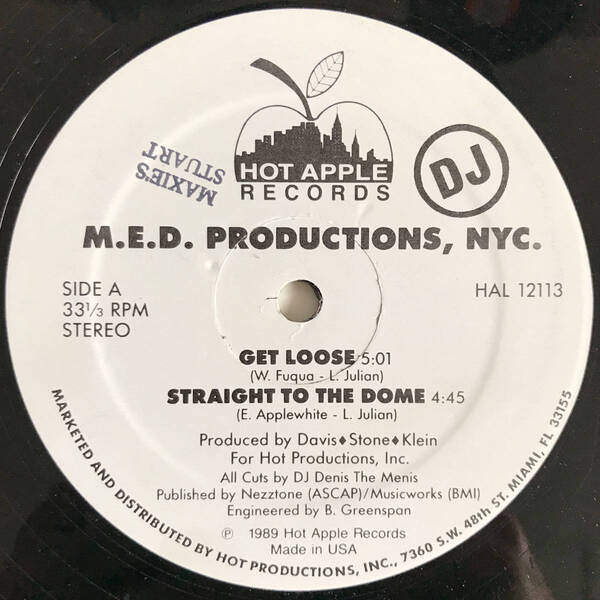 HOT APPLE
RECORDS
DJ
MAXIE'S
STUART
M.E.D. PRODUCTIONS, NYC.
SIDE A
33⅓ RPM
STEREO
HAL 12113
GET LOOSE 5:01
(W. Fuqua - L. Julian)
STRAIGHT TO THE DOME 4:45
(E. Applewhite - L. Julian)
Produced by Davis♦Stone♦Klein
For Hot Productions, Inc.
All Cuts by DJ Denis The Menis
Published by Nezztone (ASCAP)/Musicworks (BMI)
Engineered by B. Greenspan
℗ 1989 Hot Apple Records
Made in USA
MARKETED AND DISTRIBUTED BY HOT PRODUCTIONS, INC., 7360 S.W. 48th ST. MIAMI, FL 33155